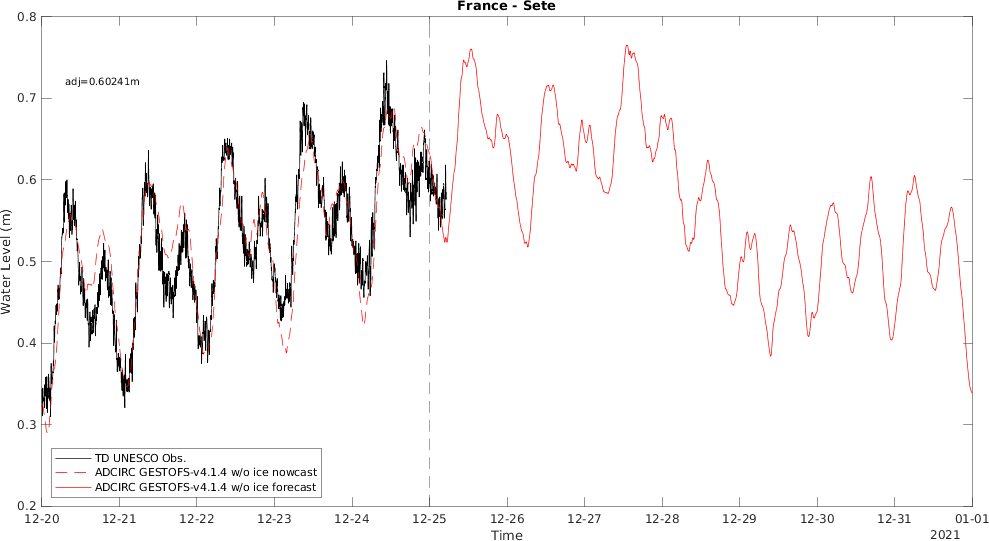 France - Sete
0.8
0.7
0.6
0.5
0.4
0.3
0.2
Water Level (m)
adj=0.60241m
TD UNESCO Obs.
ADCIRC GESTOFS-v4.1.4 w/o ice nowcast
ADCIRC GESTOFS-v4.1.4 w/o ice forecast
12-20 12-21 12-22 12-23 12-24 12-25 12-26 12-27 12-28 12-29 12-30 12-31 01-01
Time
2021